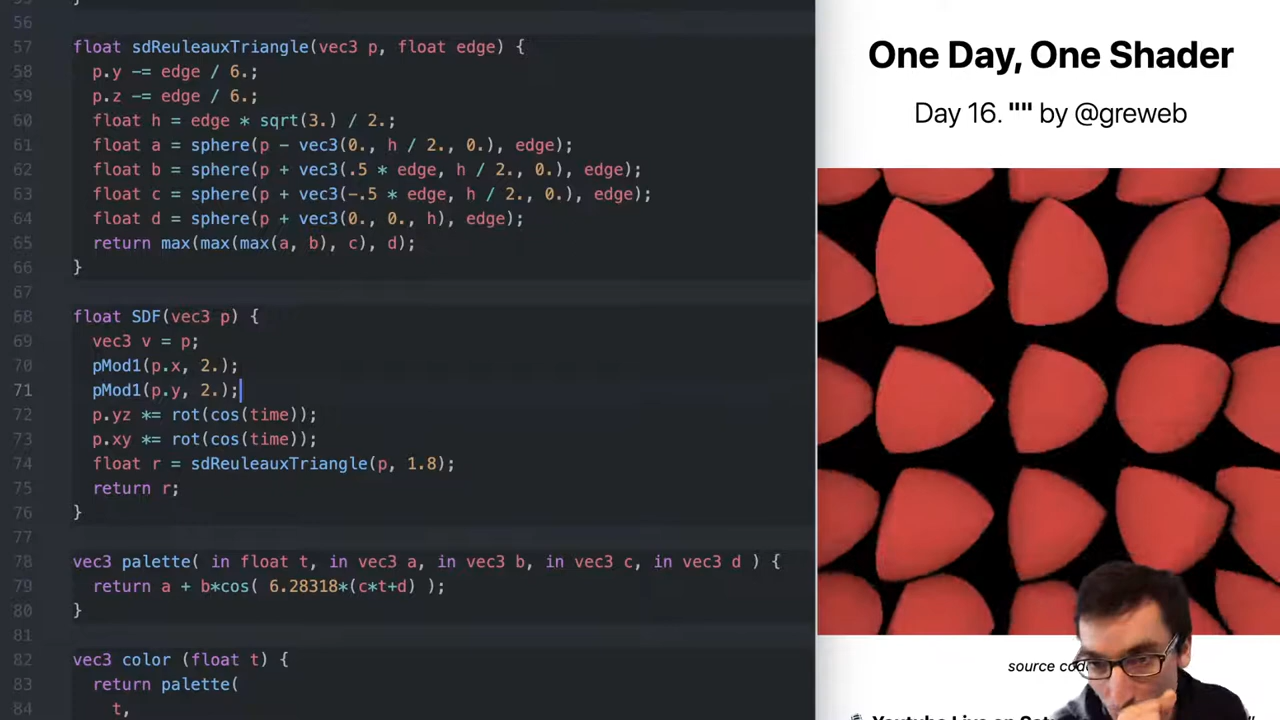 56
57 float sdReuleauxTriangle(vec3 p, float edge) {
58 p.y -= edge / 6.;
59 p.z -= edge / 6.;
60 float h = edge * sqrt(3.) / 2.;
61 float a = sphere(p - vec3(0., h / 2., 0.), edge);
62 float b = sphere(p + vec3(.5 * edge, h / 2., 0.), edge);
63 float c = sphere(p + vec3(-.5 * edge, h / 2., 0.), edge);
64 float d = sphere(p + vec3(0., 0., h), edge);
65 return max(max(max(a, b), c), d);
66 }
67
68 float SDF(vec3 p) {
69 vec3 v = p;
70 pMod1(p.x, 2.);
71 pMod1(p.y, 2.);
72 p.yz *= rot(cos(time));
73 p.xy *= rot(cos(time));
74 float r = sdReuleauxTriangle(p, 1.8);
75 return r;
76 }
77
78 vec3 palette( in float t, in vec3 a, in vec3 b, in vec3 c, in vec3 d ) {
79 return a + b*cos( 6.28318*(c*t+d) );
80 }
81
82 vec3 color (float t) {
83 return palette(
84 t,
One Day, One Shader
Day 16. "" by @greweb
source
Youtube Live on